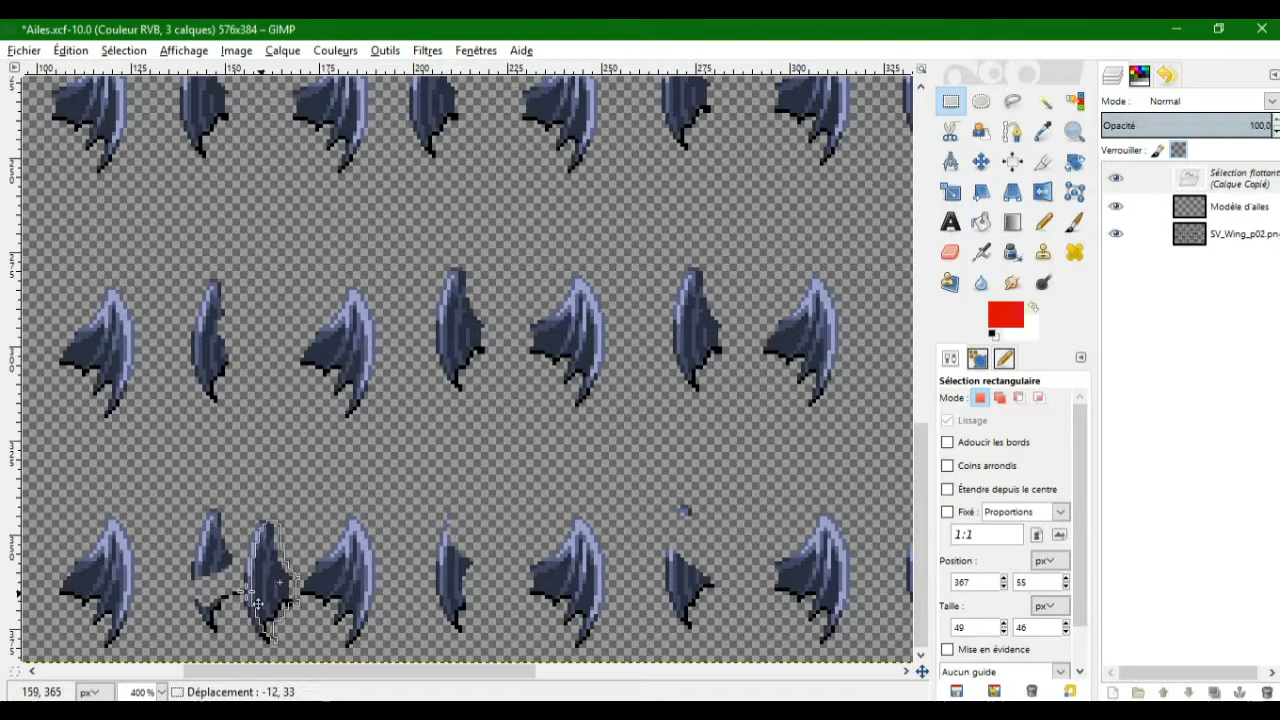 *Ailes.xcf-10.0 (Couleur RVB, 3 calques) 576x384 – GIMP
Fichier Édition Sélection Affichage Image Calque Couleurs Outils Filtres Fenêtres Aide
100 125 150 175 200 225 250 275 300 325
Mode : Normal
Opacité 100,0
Verrouiller :
Sélection flottant
(Calque Copié)
Modèle d'ailes
SV_Wing_p02.pn
Sélection rectangulaire
Mode :
Lissage
Adoucir les bords
Coins arrondis
Étendre depuis le centre
Fixé : Proportions
1:1
Position : px
367 55
Taille : px
49 46
Mise en évidence
Aucun guide
159, 365 px 400 % Déplacement : -12, 33